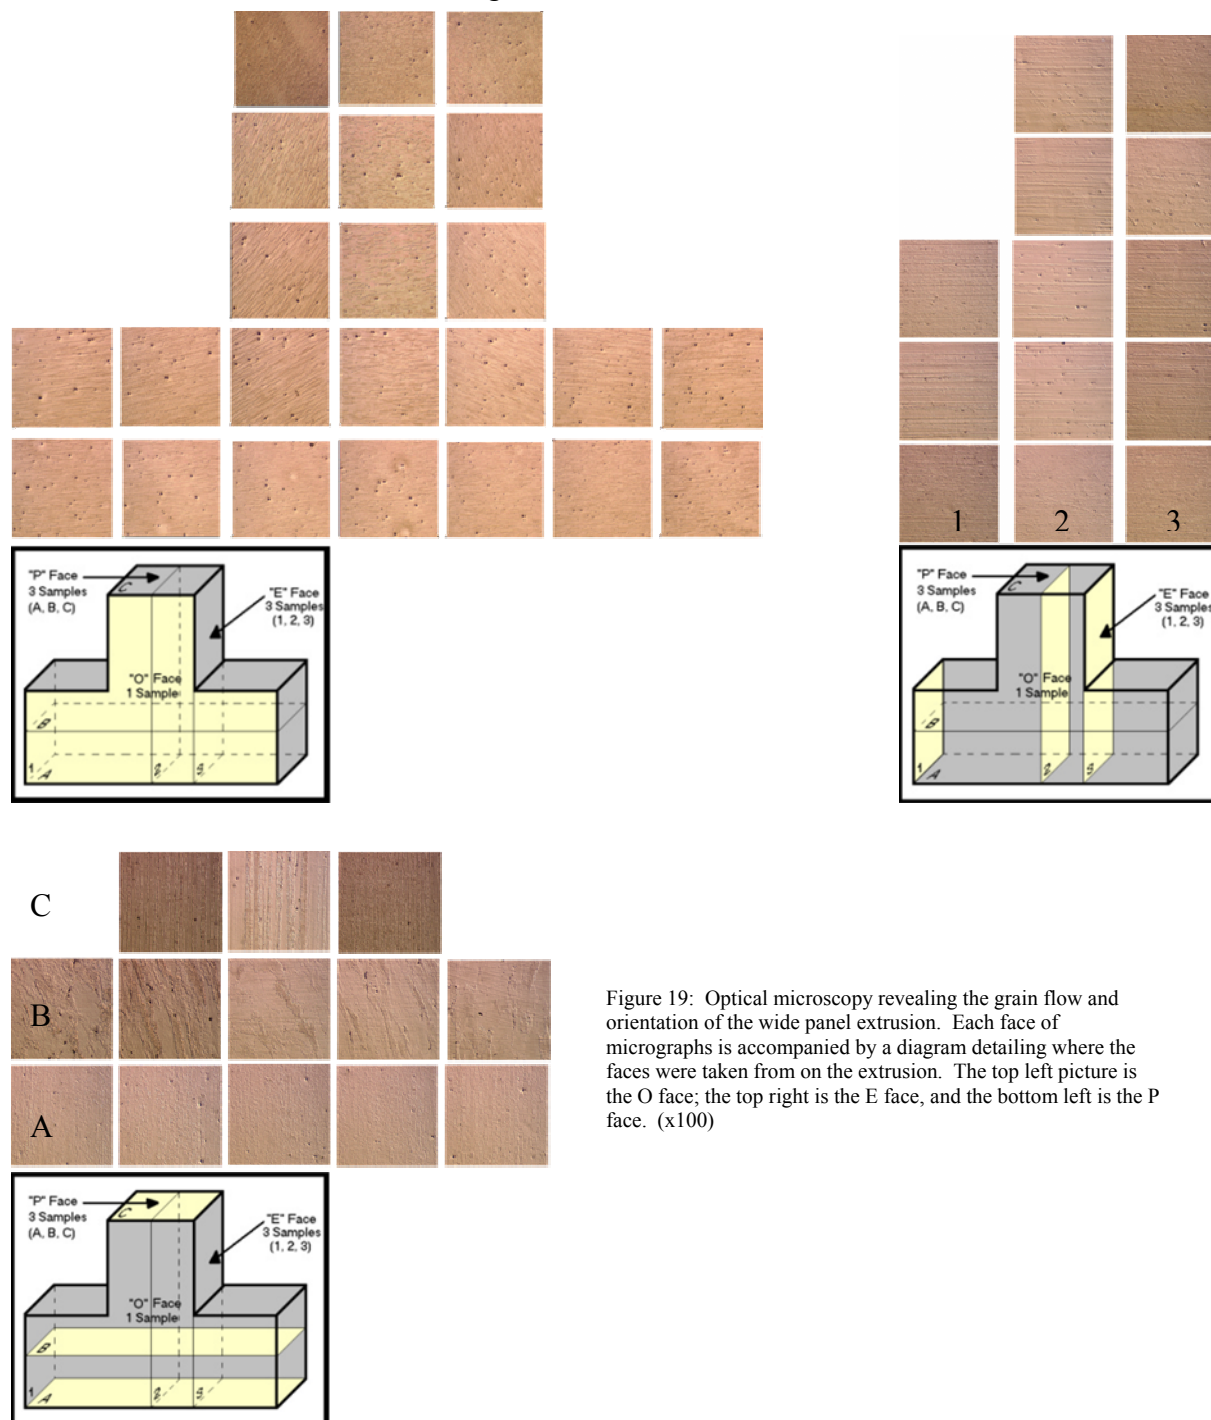 1
2
3
"P" Face
3 Samples
(A, B, C)
C
"E" Face
3 Samples
(1, 2, 3)
"O" Face
1 Sample
B
1
A
"P" Face
3 Samples
(A, B, C)
C
"E" Face
3 Samples
(1, 2, 3)
"O" Face
1 Sample
B
1
A
C
B
A
Figure 19: Optical microscopy revealing the grain flow and
orientation of the wide panel extrusion. Each face of
micrographs is accompanied by a diagram detailing where the
faces were taken from on the extrusion. The top left picture is
the O face; the top right is the E face, and the bottom left is the P
face. (x100)
"P" Face
3 Samples
(A, B, C)
C
"E" Face
3 Samples
(1, 2, 3)
"O" Face
1 Sample
B
1
A